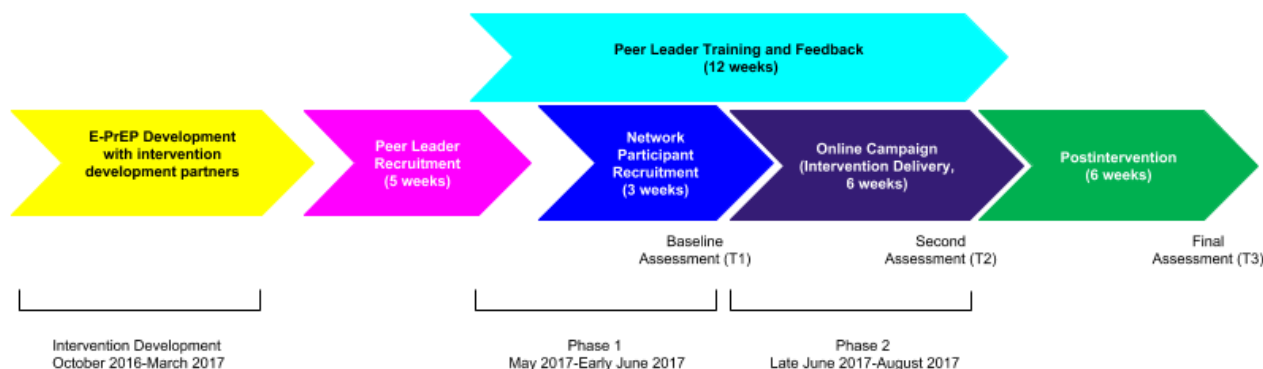 Peer Leader Training and Feedback
(12 weeks)
E-PrEP Development
with intervention
development partners
Peer Leader
Recruitment
(5 weeks)
Network
Participant
Recruitment
(3 weeks)
Online Campaign
(Intervention Delivery,
6 weeks)
Postintervention
(6 weeks)
Baseline
Assessment (T1)
Second
Assessment (T2)
Final
Assessment (T3)
Intervention Development
October 2016-March 2017
Phase 1
May 2017-Early June 2017
Phase 2
Late June 2017-August 2017